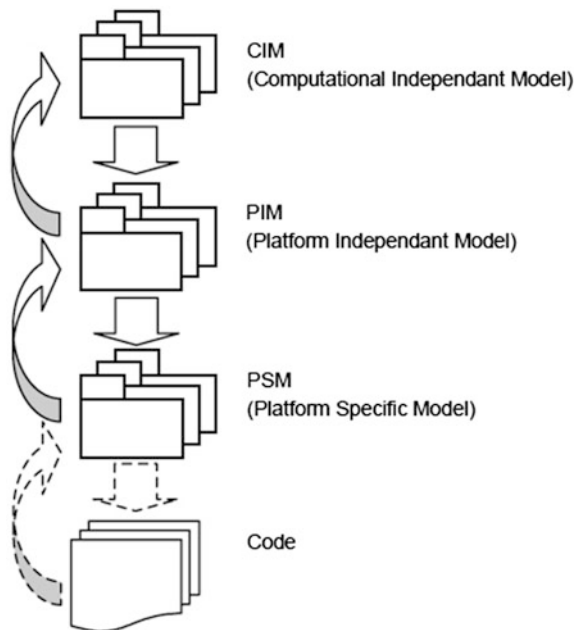 CIM
(Computational Independant Model)
PIM
(Platform Independant Model)
PSM
(Platform Specific Model)
Code